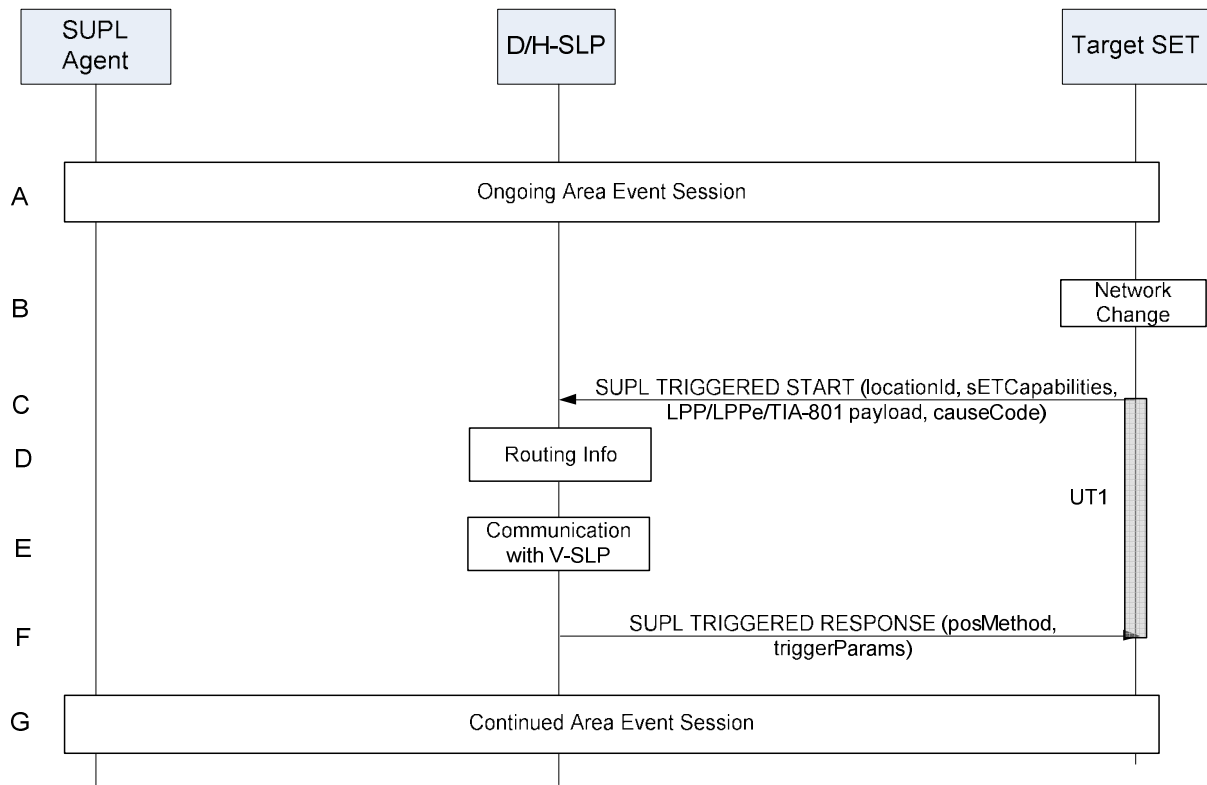 SUPL
Agent
D/H-SLP
Target SET
A
Ongoing Area Event Session
B
Network
Change
C
SUPL TRIGGERED START (locationId, sETCapabilities,
LPP/LPPe/TIA-801 payload, causeCode)
D
Routing Info
UT1
E
Communication
with V-SLP
F
SUPL TRIGGERED RESPONSE (posMethod,
triggerParams)
G
Continued Area Event Session